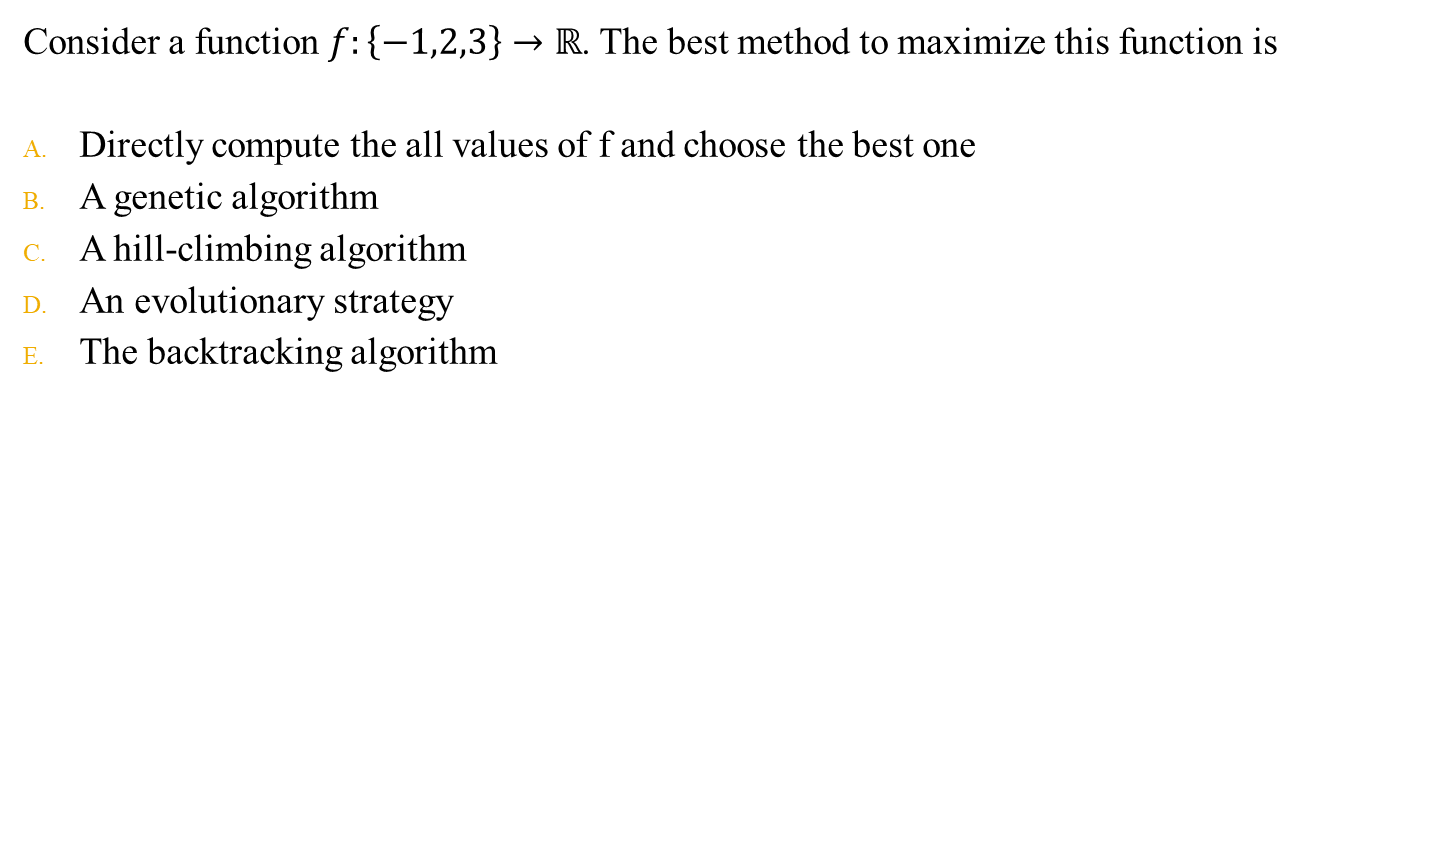 Consider a function 𝑓:{−1,2,3} → ℝ. The best method to maximize this function is
A. Directly compute the all values of f and choose the best one
B. A genetic algorithm
C. A hill-climbing algorithm
D. An evolutionary strategy
E. The backtracking algorithm